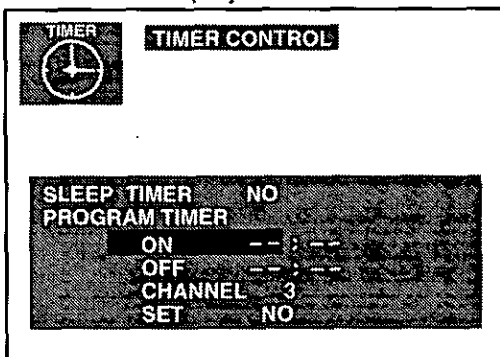 TIMER
TIMER CONTROL
SLEEP TIMER NO
PROGRAM TIMER
ON -- : --
OFF -- : --
CHANNEL 3
SET NO